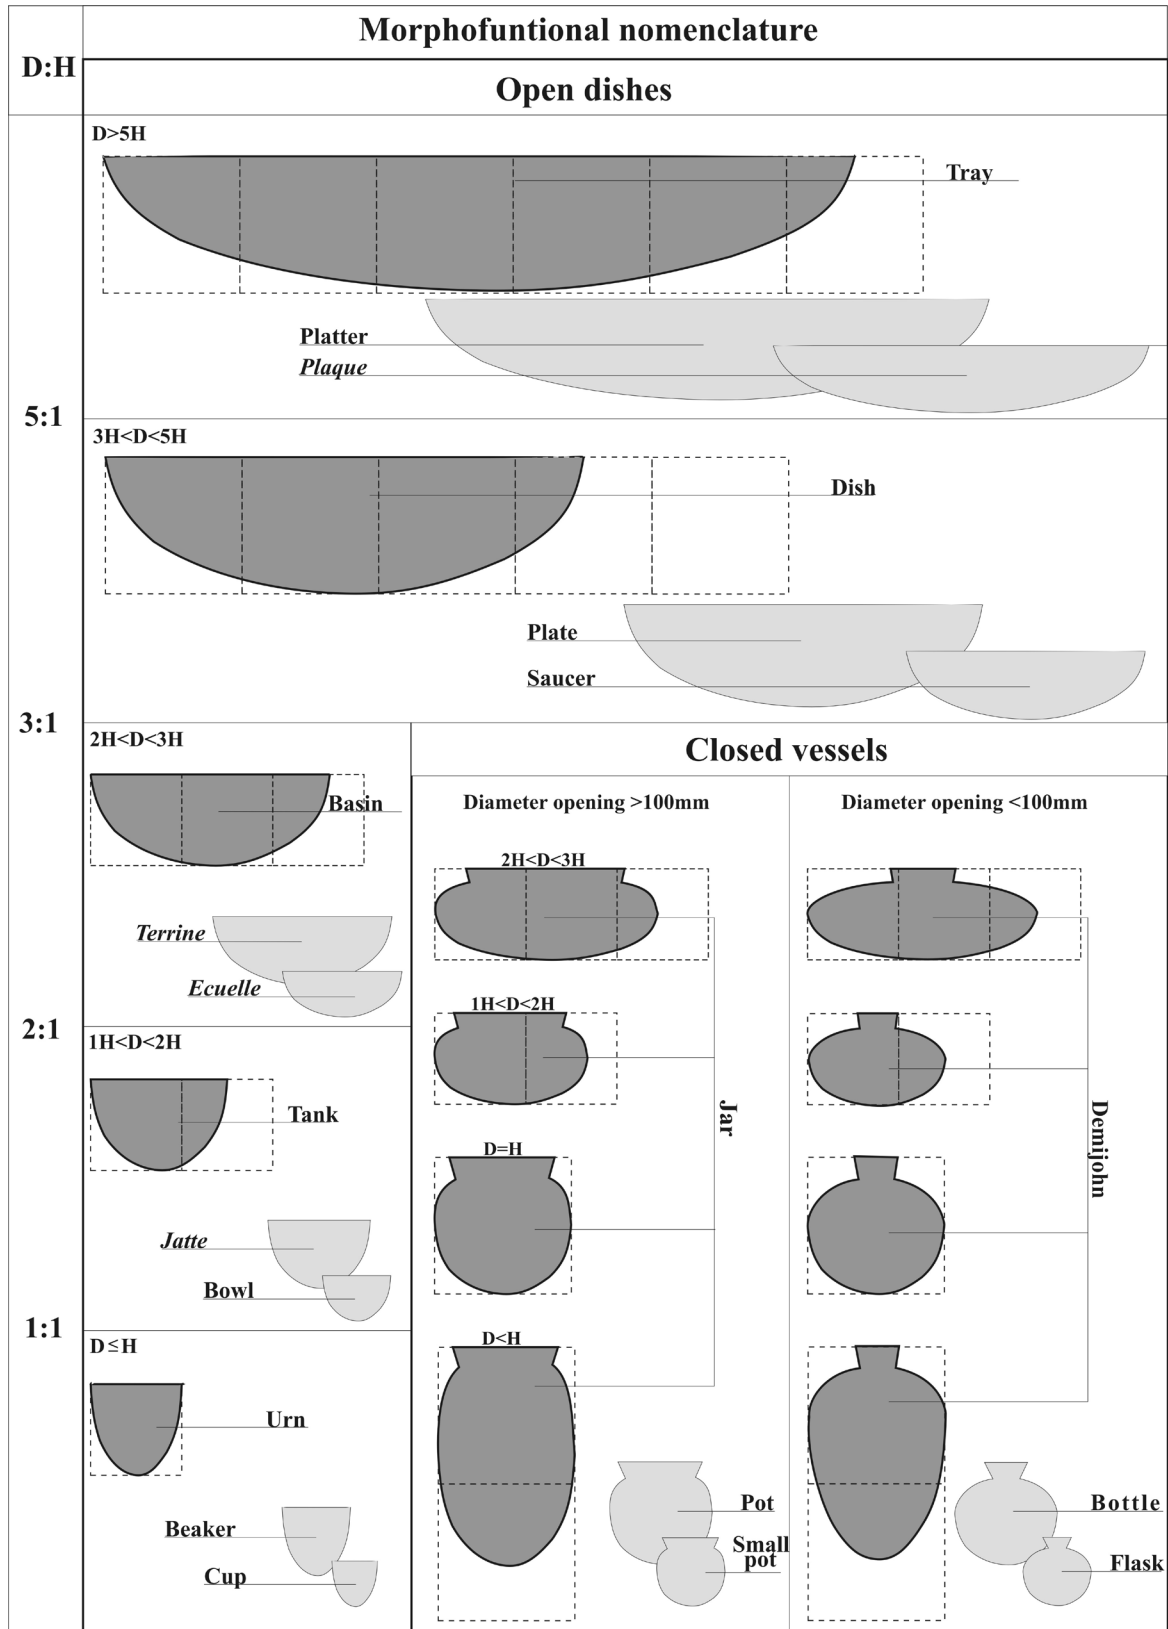 Morphofuntional nomenclature
D:H
Open dishes
D>5H
Tray
Platter
Plaque
5:1
3H<D<5H
Dish
Plate
Saucer
3:1
2H<D<3H
Basin
Terrine
Ecuelle
2:1
1H<D<2H
Tank
Jatte
Bowl
1:1
D≤H
Urn
Beaker
Cup
Closed vessels
Diameter opening >100mm
2H<D<3H
1H<D<2H
D=H
D<H
Jar
Pot
Small
pot
Diameter opening <100mm
Demijohn
Bottle
Flask